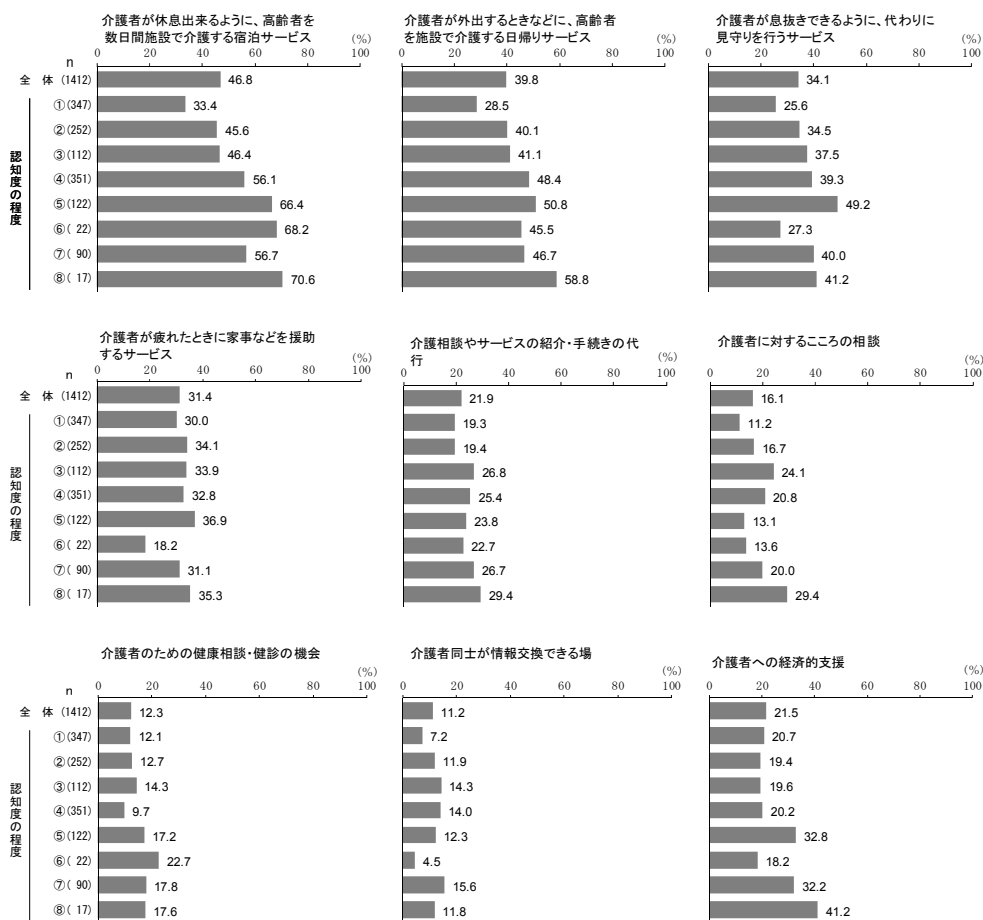 介護者が休息出来るように、高齢者を
数日間施設で介護する宿泊サービス
(%)
0 20 40 60 80 100
n
全 体 (1412) 46.8
①(347) 33.4
②(252) 45.6
③(112) 46.4
④(351) 56.1
⑤(122) 66.4
⑥( 22) 68.2
⑦( 90) 56.7
⑧( 17) 70.6
認知度の程度
介護者が外出するときなどに、高齢者
を施設で介護する日帰りサービス
(%)
0 20 40 60 80 100
39.8
28.5
40.1
41.1
48.4
50.8
45.5
46.7
58.8
介護者が息抜きできるように、代わりに
見守りを行うサービス
(%)
0 20 40 60 80 100
34.1
25.6
34.5
37.5
39.3
49.2
27.3
40.0
41.2
介護者が疲れたときに家事などを援助
するサービス
(%)
0 20 40 60 80 100
n
全 体 (1412) 31.4
①(347) 30.0
②(252) 34.1
③(112) 33.9
④(351) 32.8
⑤(122) 36.9
⑥( 22) 18.2
⑦( 90) 31.1
⑧( 17) 35.3
認知度の程度
介護相談やサービスの紹介・手続きの代
行
(%)
0 20 40 60 80 100
21.9
19.3
19.4
26.8
25.4
23.8
22.7
26.7
29.4
介護者に対するこころの相談
(%)
0 20 40 60 80 100
16.1
11.2
16.7
24.1
20.8
13.1
13.6
20.0
29.4
介護者のための健康相談・健診の機会
(%)
0 20 40 60 80 100
n
全 体 (1412) 12.3
①(347) 12.1
②(252) 12.7
③(112) 14.3
④(351) 9.7
⑤(122) 17.2
⑥( 22) 22.7
⑦( 90) 17.8
⑧( 17) 17.6
認知度の程度
介護者同士が情報交換できる場
(%)
0 20 40 60 80 100
11.2
7.2
11.9
14.3
14.0
12.3
4.5
15.6
11.8
介護者への経済的支援
(%)
0 20 40 60 80 100
21.5
20.7
19.4
19.6
20.2
32.8
18.2
32.2
41.2